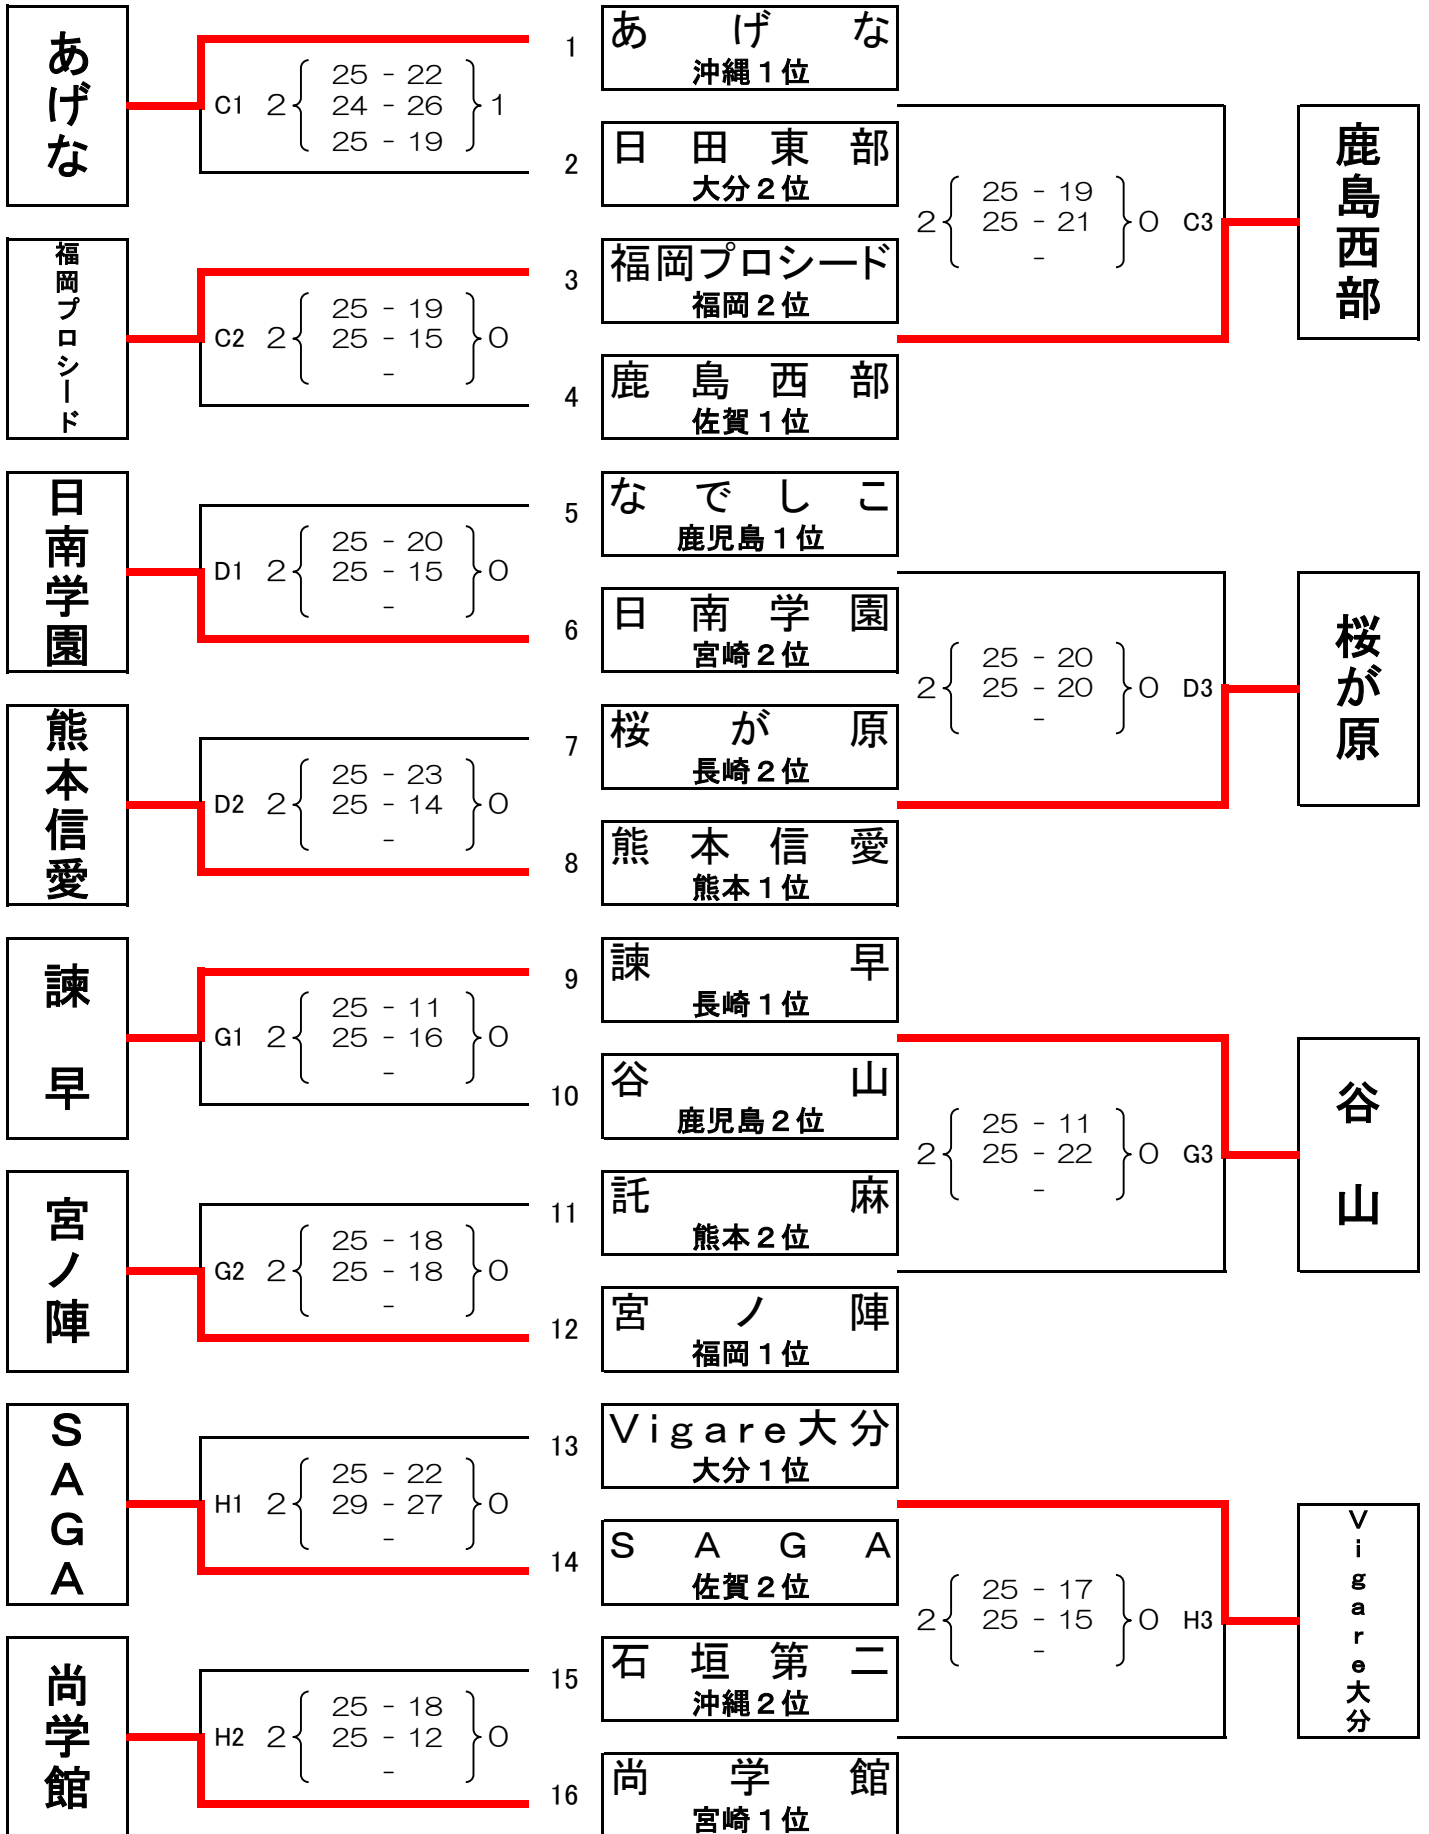 あげな
C1 2 25 - 22 1
24 - 26
25 - 19
1 あげな
沖縄1位
2 日田東部
大分2位
福岡プロシード
C2 2 25 - 19 0
25 - 15
-
3 福岡プロシード
福岡2位
4 鹿島西部
佐賀1位
2 25 - 19 0 C3
25 - 21
-
鹿島西部
日南学園
D1 2 25 - 20 0
25 - 15
-
5 なでしこ
鹿児島1位
6 日南学園
宮崎2位
熊本信愛
D2 2 25 - 23 0
25 - 14
-
7 桜が原
長崎2位
8 熊本信愛
熊本1位
2 25 - 20 0 D3
25 - 20
-
桜が原
諫早
G1 2 25 - 11 0
25 - 16
-
9 諫早
長崎1位
10 谷山
鹿児島2位
宮ノ陣
G2 2 25 - 18 0
25 - 18
-
11 託麻
熊本2位
12 宮ノ陣
福岡1位
2 25 - 11 0 G3
25 - 22
-
谷山
SAGA
H1 2 25 - 22 0
29 - 27
-
13 Vigare大分
大分1位
14 SAGA
佐賀2位
尚学館
H2 2 25 - 18 0
25 - 12
-
15 石垣第二
沖縄2位
16 尚学館
宮崎1位
2 25 - 17 0 H3
25 - 15
-
Vigare大分